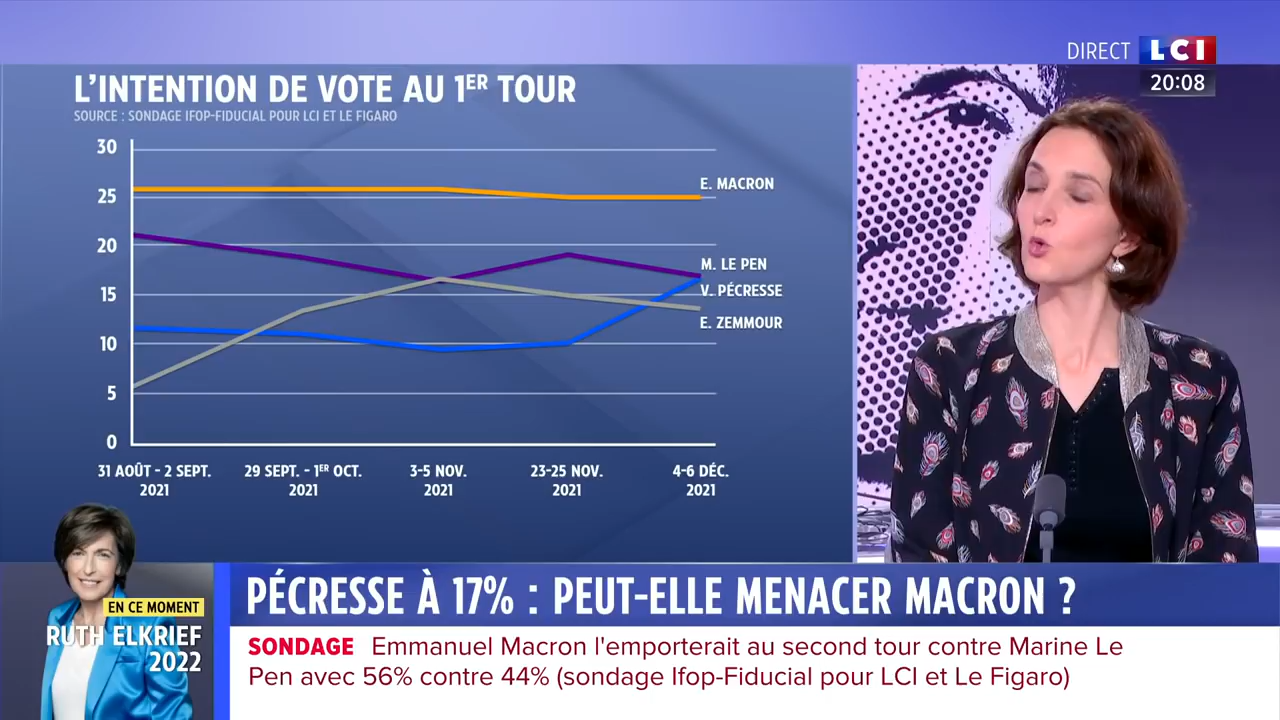 DIRECT LCI
20:08
L'INTENTION DE VOTE AU 1ER TOUR
SOURCE : SONDAGE IFOP-FIDUCIAL POUR LCI ET LE FIGARO
30
25
20
15
10
5
0
E. MACRON
M. LE PEN
V. PÉCRESSE
E. ZEMMOUR
31 AOÛT - 2 SEPT.
2021
29 SEPT. - 1ER OCT.
2021
3-5 NOV.
2021
23-25 NOV.
2021
4-6 DÉC.
2021
EN CE MOMENT
RUTH ELKRIEF
2022
PÉCRESSE À 17% : PEUT-ELLE MENACER MACRON ?
SONDAGE Emmanuel Macron l'emporterait au second tour contre Marine Le
Pen avec 56% contre 44% (sondage Ifop-Fiducial pour LCI et Le Figaro)